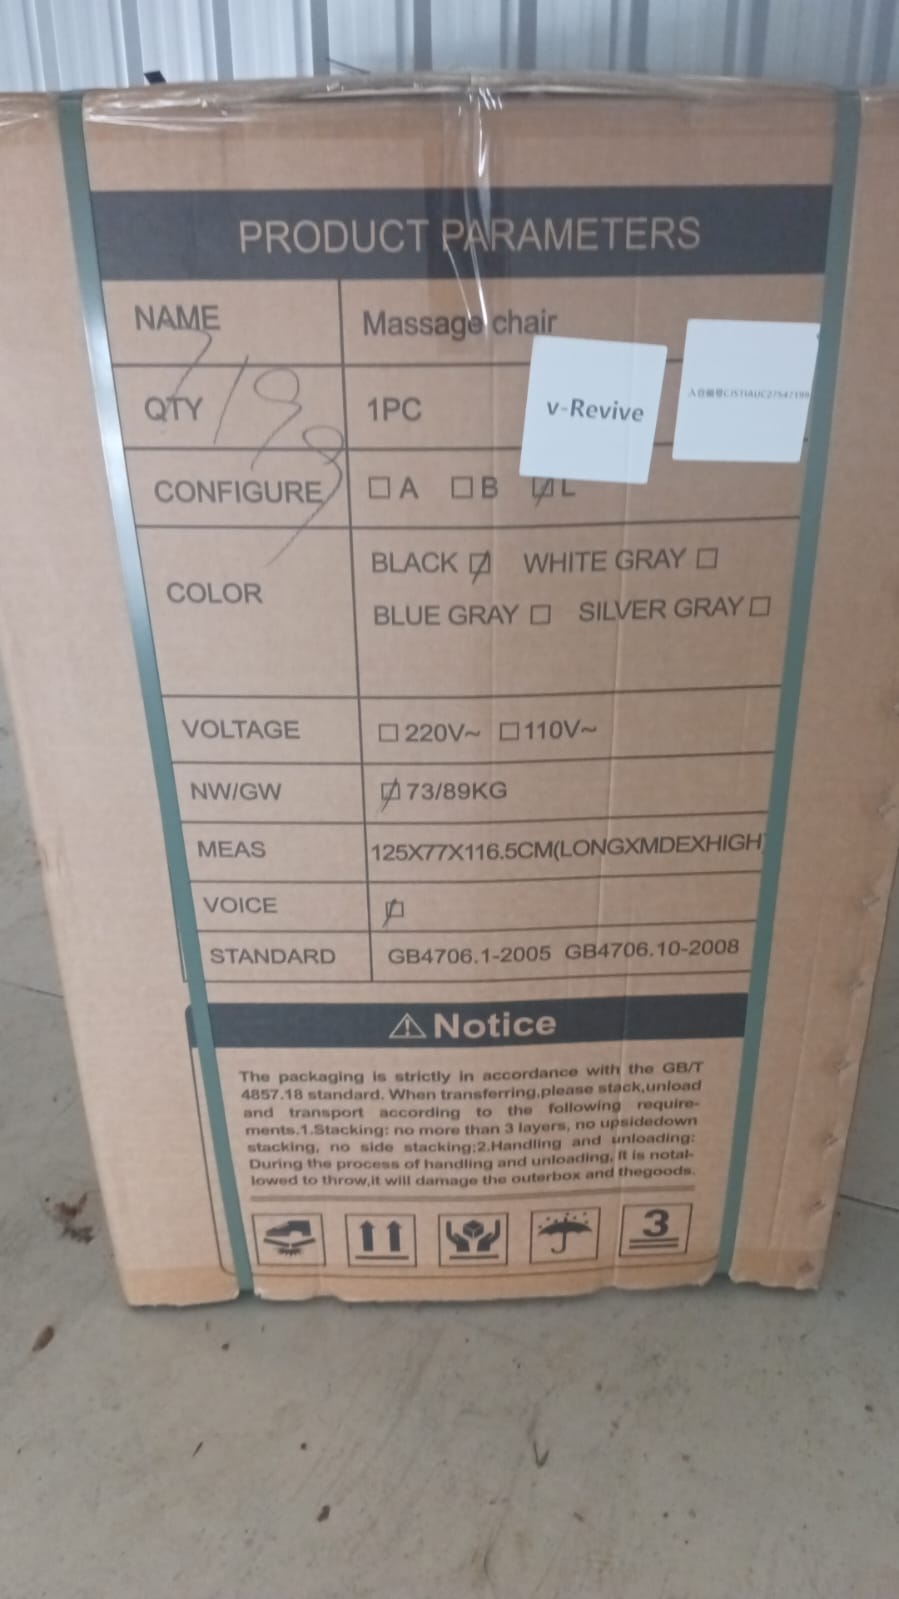 PRODUCT PARAMETERS
NAME Massage chair
QTY 1PC
v-Revive
CONFIGURE □ A □ B ☑ L
COLOR
BLACK ☑ WHITE GRAY □
BLUE GRAY □ SILVER GRAY □
VOLTAGE □ 220V~ □ 110V~
NW/GW ☑ 73/89KG
MEAS 125X77X116.5CM(LONGXMDEXHIGH)
VOICE ☑
STANDARD GB4706.1-2005 GB4706.10-2008
⚠ Notice
The packaging is strictly in accordance with the GB/T
4857.18 standard. When transferring,please stack,unload
and transport according to the following require-
ments.1.Stacking: no more than 3 layers, no upsidedown
stacking, no side stacking;2.Handling and unloading:
During the process of handling and unloading, it is notal-
lowed to throw,it will damage the outerbox and thegoods.
3